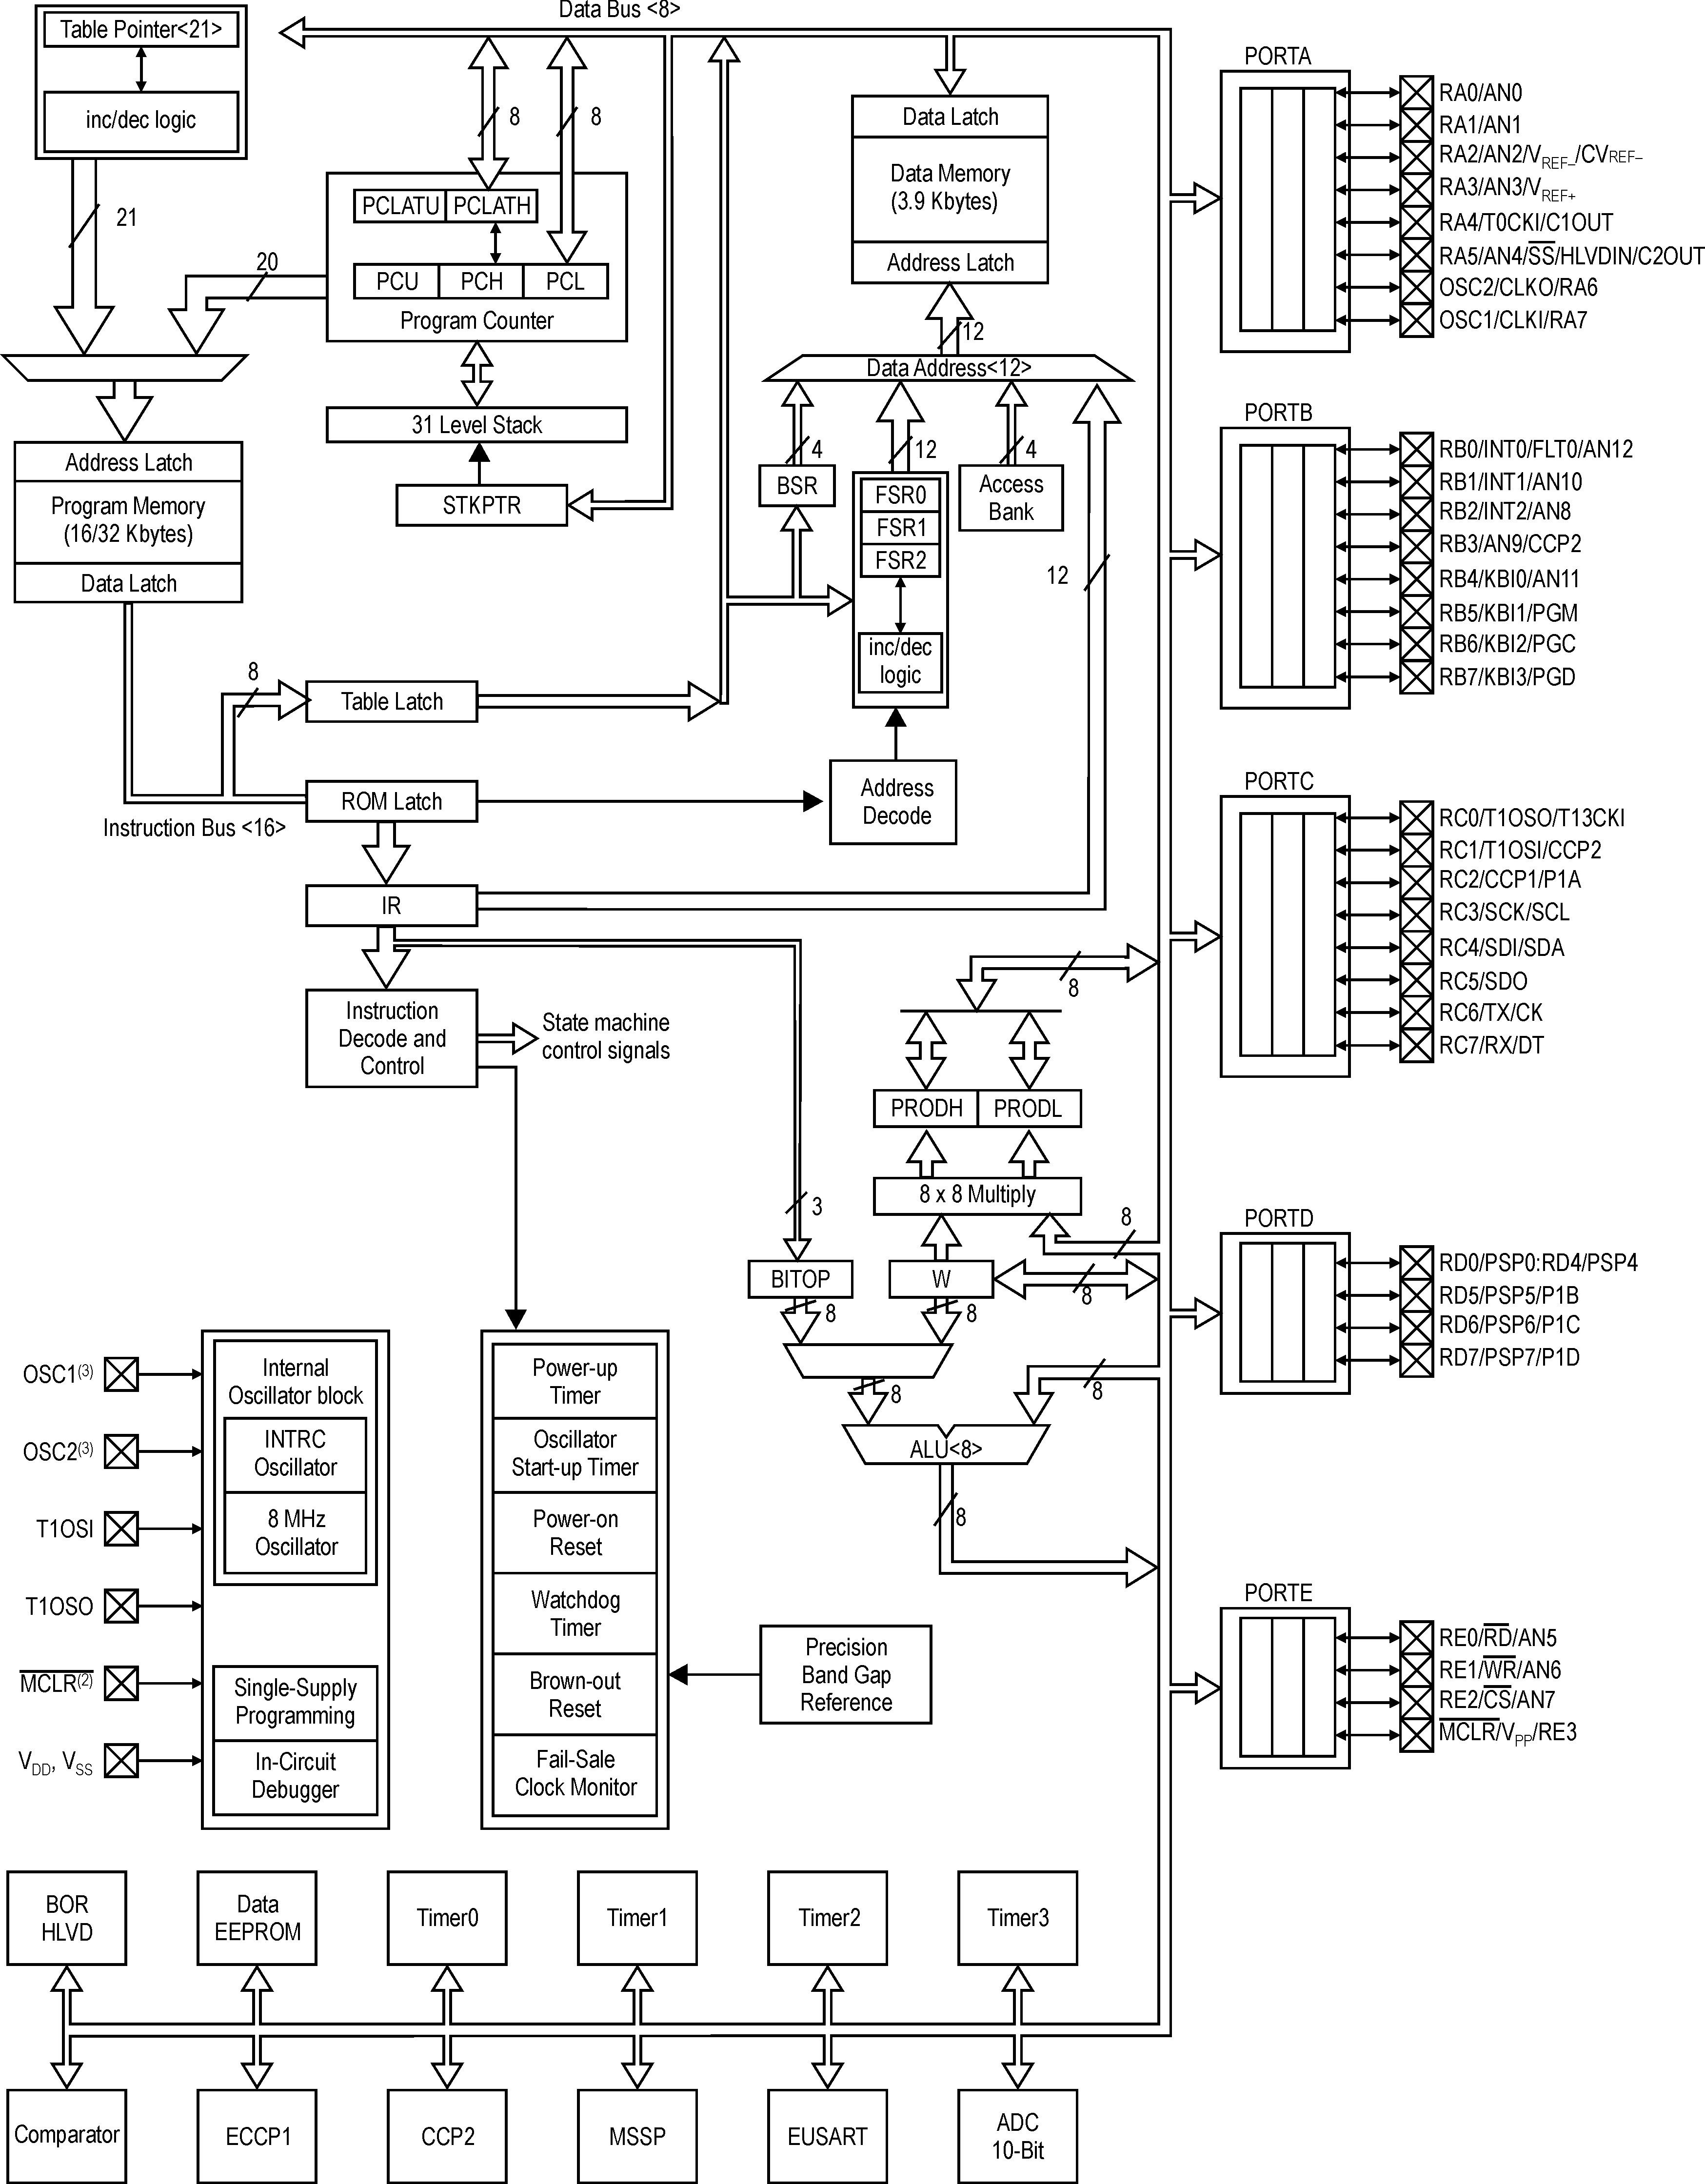 Data Bus <8>
Table Pointer<21>
inc/dec logic
21
20
8
8
PCLATU PCLATH
PCU PCH PCL
Program Counter
31 Level Stack
STKPTR
Address Latch
Program Memory
(16/32 Kbytes)
Data Latch
8
Table Latch
ROM Latch
Instruction Bus <16>
IR
Instruction
Decode and
Control
State machine
control signals
Data Latch
Data Memory
(3.9 Kbytes)
Address Latch
12
Data Address<12>
4
12
4
BSR
FSR0
FSR1
FSR2
inc/dec
logic
Access
Bank
12
Address
Decode
8
PRODH PRODL
8 x 8 Multiply
3
8
BITOP
W
8
8
8
8
8
ALU<8>
8
OSC1(3)
OSC2(3)
T1OSI
T1OSO
MCLR(2)
VDD, VSS
Internal
Oscillator block
INTRC
Oscillator
8 MHz
Oscillator
Single-Supply
Programming
In-Circuit
Debugger
Power-up
Timer
Oscillator
Start-up Timer
Power-on
Reset
Watchdog
Timer
Brown-out
Reset
Fail-Sale
Clock Monitor
Precision
Band Gap
Reference
PORTA
RA0/AN0
RA1/AN1
RA2/AN2/VREF–/CVREF–
RA3/AN3/VREF+
RA4/T0CKI/C1OUT
RA5/AN4/SS/HLVDIN/C2OUT
OSC2/CLKO/RA6
OSC1/CLKI/RA7
PORTB
RB0/INT0/FLT0/AN12
RB1/INT1/AN10
RB2/INT2/AN8
RB3/AN9/CCP2
RB4/KBI0/AN11
RB5/KBI1/PGM
RB6/KBI2/PGC
RB7/KBI3/PGD
PORTC
RC0/T1OSO/T13CKI
RC1/T1OSI/CCP2
RC2/CCP1/P1A
RC3/SCK/SCL
RC4/SDI/SDA
RC5/SDO
RC6/TX/CK
RC7/RX/DT
PORTD
RD0/PSP0:RD4/PSP4
RD5/PSP5/P1B
RD6/PSP6/P1C
RD7/PSP7/P1D
PORTE
RE0/RD/AN5
RE1/WR/AN6
RE2/CS/AN7
MCLR/VPP/RE3
BOR
HLVD
Data
EEPROM
Timer0
Timer1
Timer2
Timer3
Comparator
ECCP1
CCP2
MSSP
EUSART
ADC
10-Bit